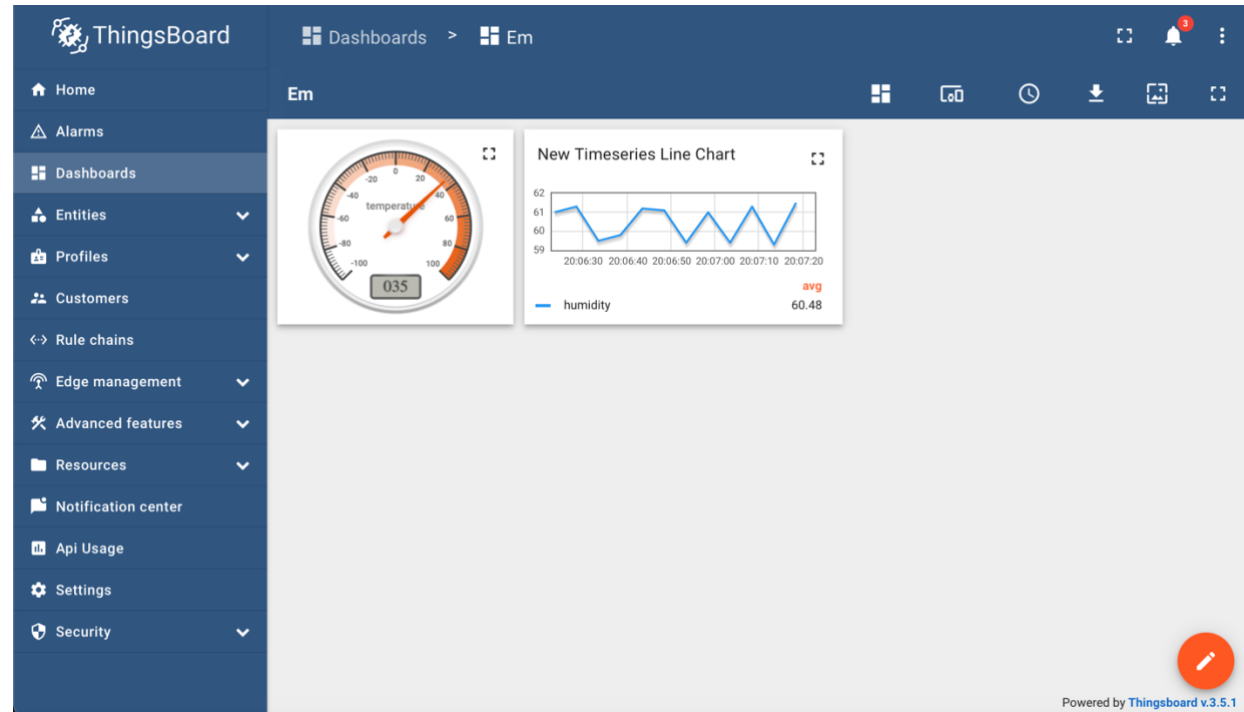 ThingsBoard
Dashboards > Em
3
Home
Alarms
Dashboards
Entities
Profiles
Customers
Rule chains
Edge management
Advanced features
Resources
Notification center
Api Usage
Settings
Security
Em
-100
-80
-60
-40
-20
0
20
40
60
80
100
temperature
035
New Timeseries Line Chart
62
61
60
59
20:06:30 20:06:40 20:06:50 20:07:00 20:07:10 20:07:20
avg
humidity 60.48
Powered by Thingsboard v.3.5.1